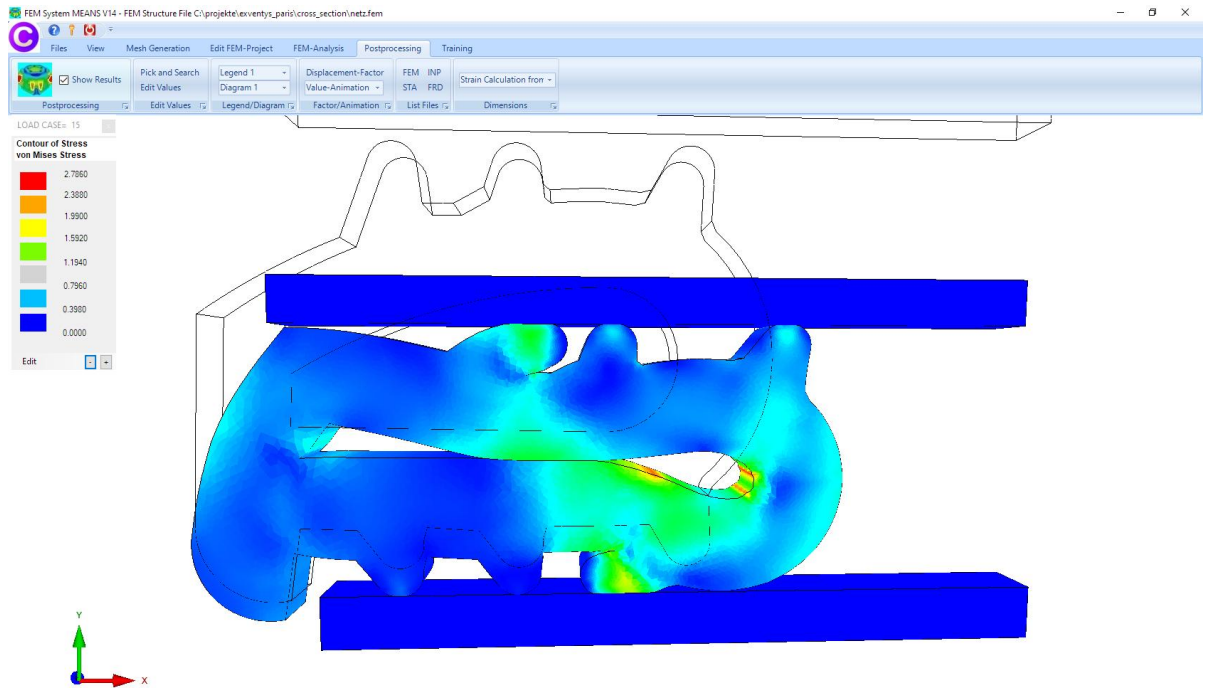 FEM System MEANS V14 - FEM Structure File C:\projekte\exventys_paris\cross_section\netz.fem
Files View Mesh Generation Edit FEM-Project FEM-Analysis Postprocessing Training
Show Results Pick and Search Legend 1 Displacement-Factor FEM INP Strain Calculation from
Edit Values Diagram 1 Value-Animation STA FRD
Postprocessing Edit Values Legend/Diagram Factor/Animation List Files Dimensions
LOAD CASE= 15
Contour of Stress
von Mises Stress
2.7860
2.3880
1.9900
1.5920
1.1940
0.7960
0.3980
0.0000
Edit - +
Y
X